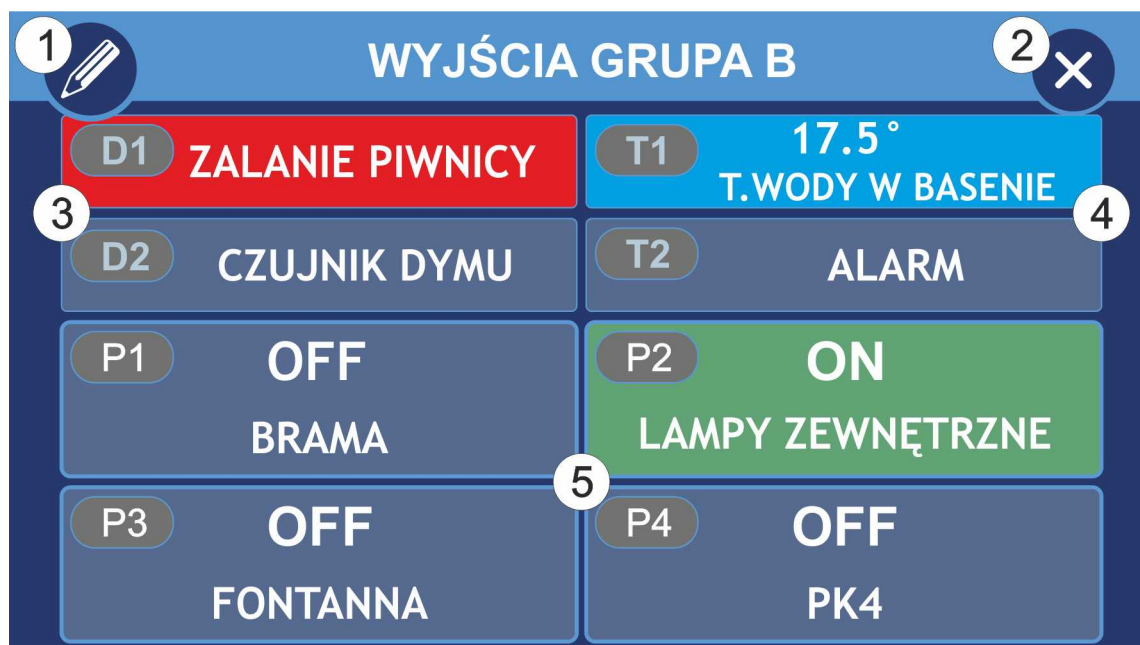 1
WYJŚCIA GRUPA B
2
D1
ZALANIE PIWNICY
T1
17.5°
T.WODY W BASENIE
3
4
D2
CZUJNIK DYMU
T2
ALARM
P1
OFF
BRAMA
P2
ON
LAMPY ZEWNĘTRZNE
5
P3
OFF
FONTANNA
P4
OFF
PK4